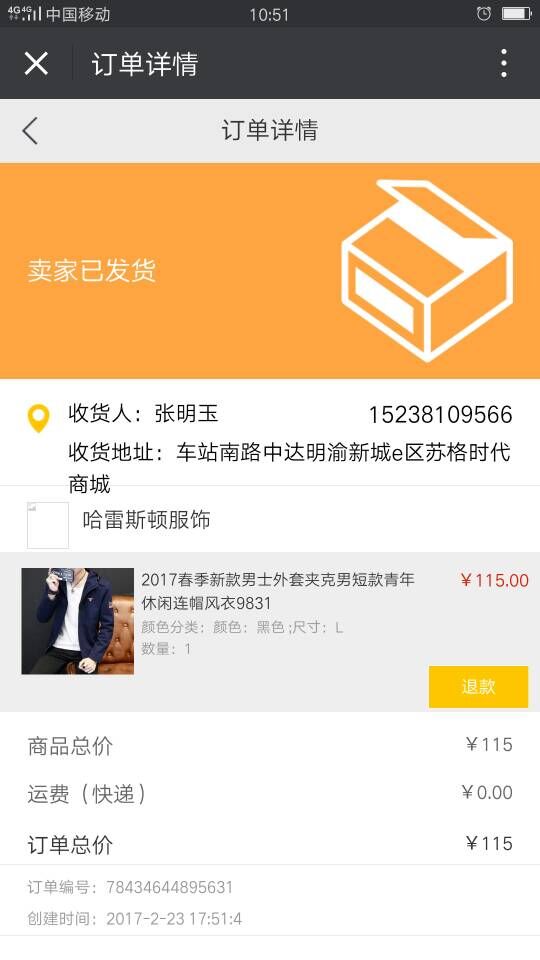 4G 4G 中国移动 10:51
订单详情
订单详情
卖家已发货
收货人：张明玉 15238109566
收货地址：车站南路中达明渝新城e区苏格时代
商城
哈雷斯顿服饰
2017春季新款男士外套夹克男短款青年 ￥115.00
休闲连帽风衣9831
颜色分类：颜色：黑色 ;尺寸：L
数量：1
退款
商品总价 ￥115
运费（快递） ￥0.00
订单总价 ￥115
订单编号：78434644895631
创建时间：2017-2-23 17:51:4